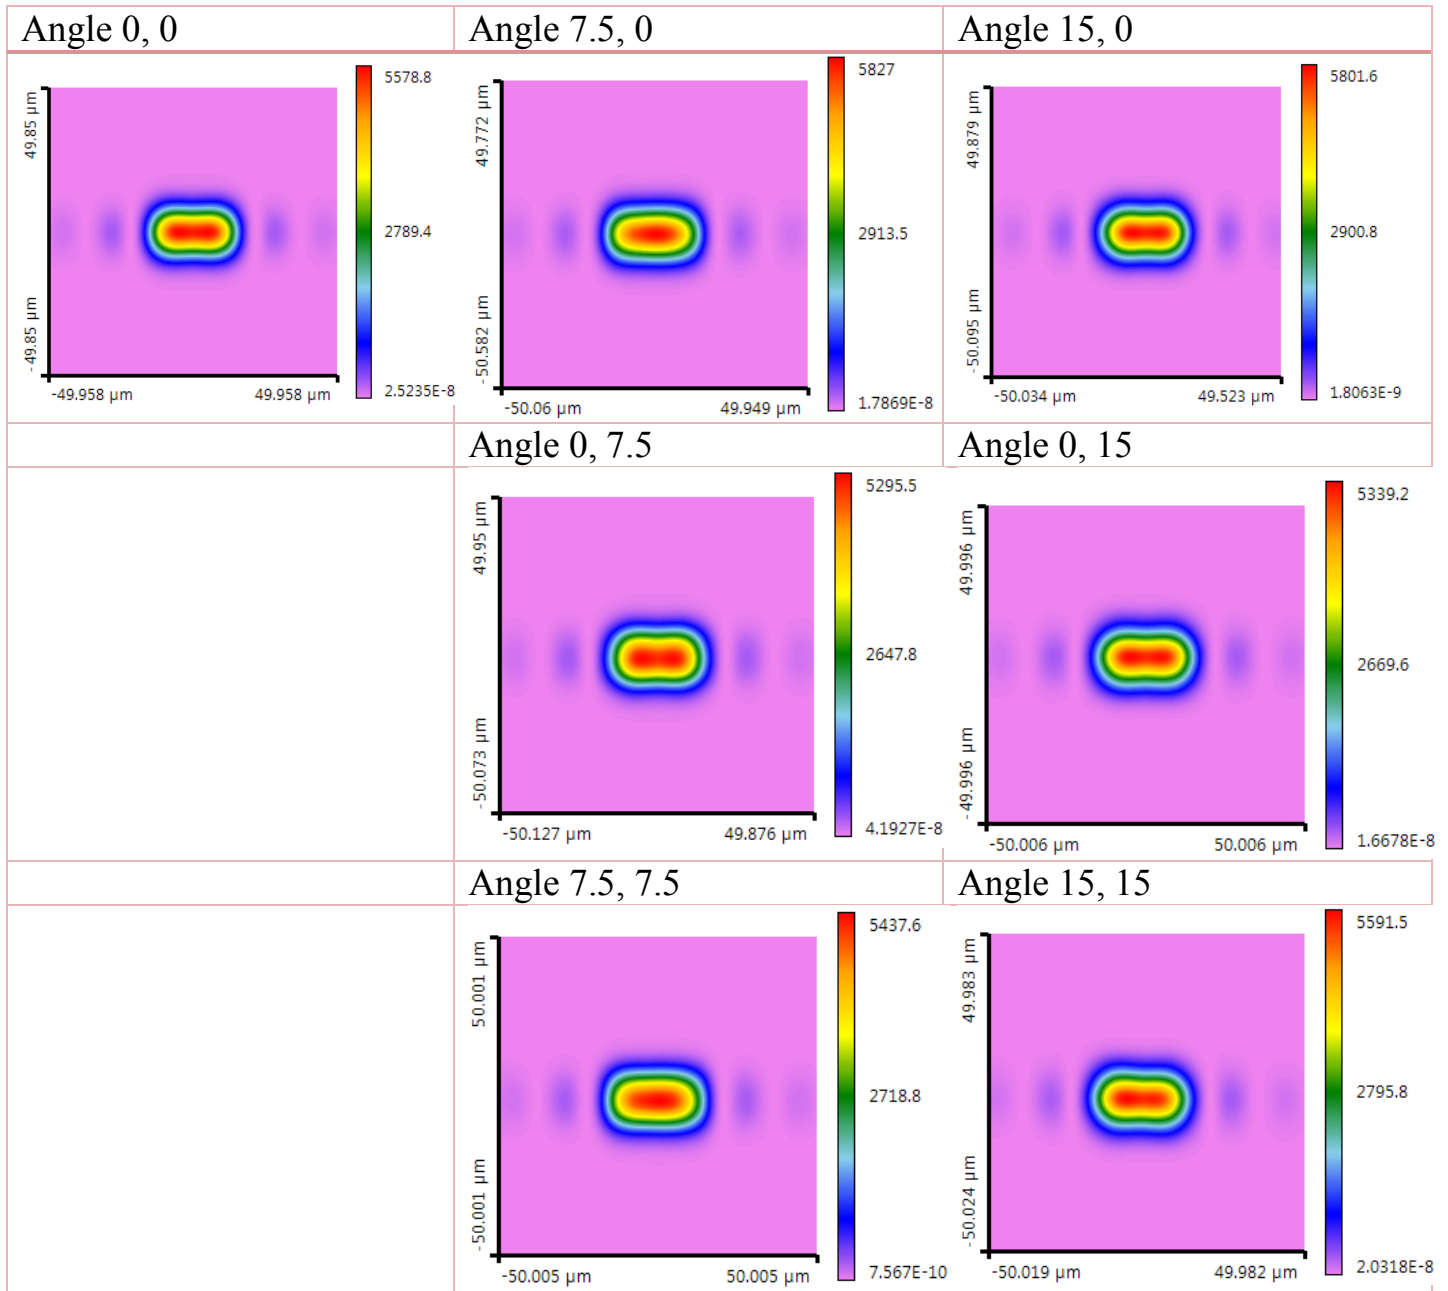 Angle 0, 0
Angle 7.5, 0
Angle 15, 0
49.85 µm
-49.85 µm
-49.958 µm
49.958 µm
5578.8
2789.4
2.5235E-8
49.772 µm
-50.582 µm
-50.06 µm
49.949 µm
5827
2913.5
1.7869E-8
49.879 µm
-50.095 µm
-50.034 µm
49.523 µm
5801.6
2900.8
1.8063E-9
Angle 0, 7.5
Angle 0, 15
49.95 µm
-50.073 µm
-50.127 µm
49.876 µm
5295.5
2647.8
4.1927E-8
49.996 µm
-49.996 µm
-50.006 µm
50.006 µm
5339.2
2669.6
1.6678E-8
Angle 7.5, 7.5
Angle 15, 15
50.001 µm
-50.001 µm
-50.005 µm
50.005 µm
5437.6
2718.8
7.567E-10
49.983 µm
-50.024 µm
-50.019 µm
49.982 µm
5591.5
2795.8
2.0318E-8